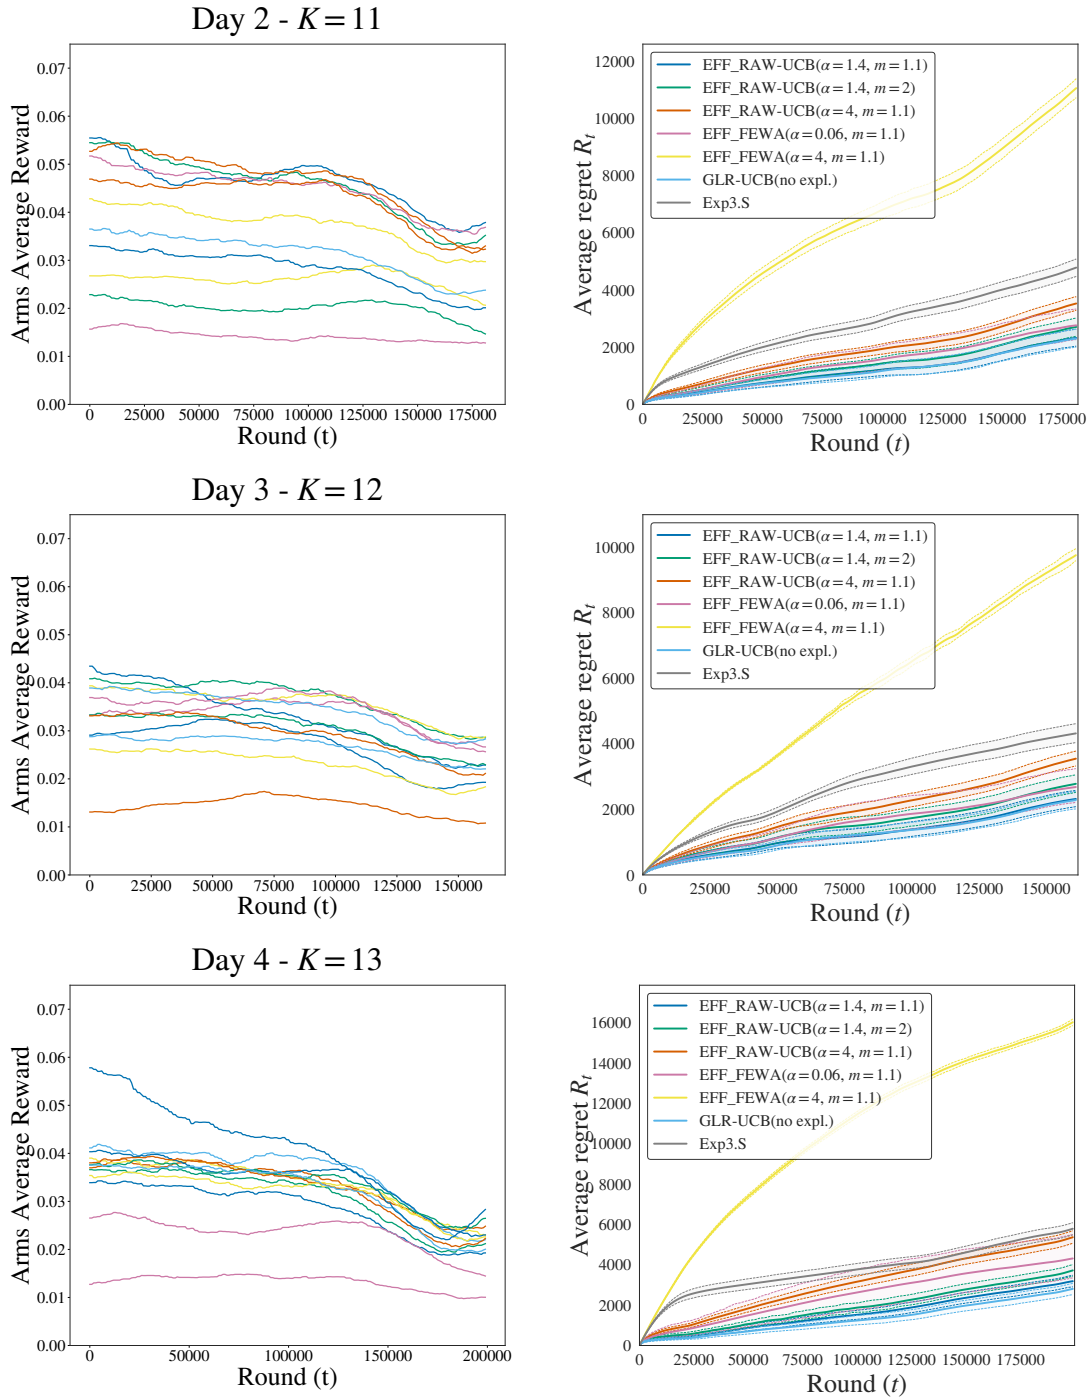 Day 2 - K = 11
Arms Average Reward
0.07
0.06
0.05
0.04
0.03
0.02
0.01
0.00
0 25000 50000 75000 100000 125000 150000 175000
Round (t)
Average regret R_t
12000
10000
8000
6000
4000
2000
0
EFF_RAW-UCB(α = 1.4, m = 1.1)
EFF_RAW-UCB(α = 1.4, m = 2)
EFF_RAW-UCB(α = 4, m = 1.1)
EFF_FEWA(α = 0.06, m = 1.1)
EFF_FEWA(α = 4, m = 1.1)
GLR-UCB(no expl.)
Exp3.S
0 25000 50000 75000 100000 125000 150000 175000
Round (t)
Day 3 - K = 12
Arms Average Reward
0.07
0.06
0.05
0.04
0.03
0.02
0.01
0.00
0 25000 50000 75000 100000 125000 150000
Round (t)
Average regret R_t
10000
8000
6000
4000
2000
0
EFF_RAW-UCB(α = 1.4, m = 1.1)
EFF_RAW-UCB(α = 1.4, m = 2)
EFF_RAW-UCB(α = 4, m = 1.1)
EFF_FEWA(α = 0.06, m = 1.1)
EFF_FEWA(α = 4, m = 1.1)
GLR-UCB(no expl.)
Exp3.S
0 25000 50000 75000 100000 125000 150000
Round (t)
Day 4 - K = 13
Arms Average Reward
0.07
0.06
0.05
0.04
0.03
0.02
0.01
0.00
0 50000 100000 150000 200000
Round (t)
Average regret R_t
16000
14000
12000
10000
8000
6000
4000
2000
0
EFF_RAW-UCB(α = 1.4, m = 1.1)
EFF_RAW-UCB(α = 1.4, m = 2)
EFF_RAW-UCB(α = 4, m = 1.1)
EFF_FEWA(α = 0.06, m = 1.1)
EFF_FEWA(α = 4, m = 1.1)
GLR-UCB(no expl.)
Exp3.S
0 25000 50000 75000 100000 125000 150000 175000
Round (t)